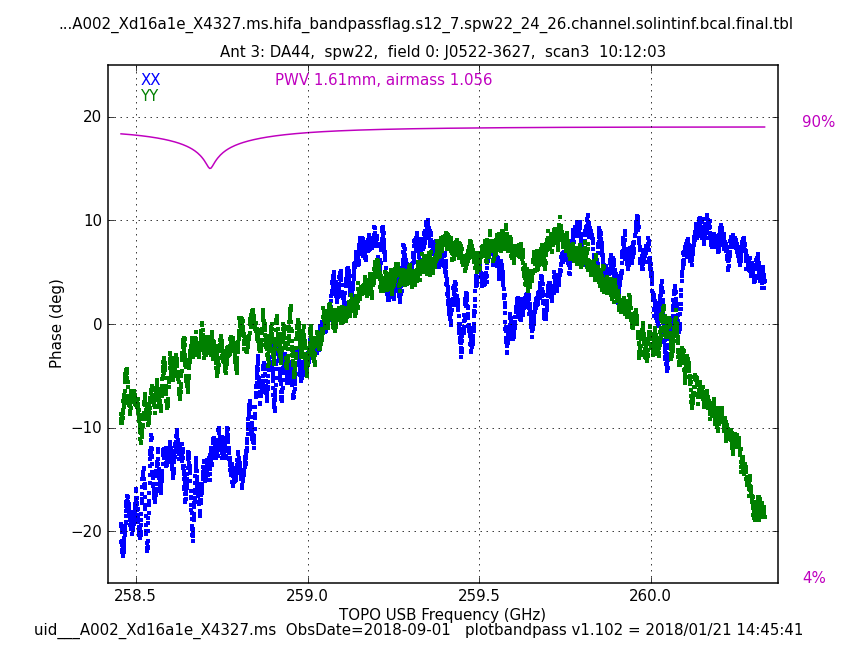 ...A002_Xd16a1e_X4327.ms.hifa_bandpassflag.s12_7.spw22_24_26.channel.solintinf.bcal.final.tbl
Ant 3: DA44,  spw22,  field 0: J0522-3627,  scan3  10:12:03
XX
PWV 1.61mm, airmass 1.056
YY
90%
20
10
0
−10
−20
Phase (deg)
4%
258.5 259.0 259.5 260.0
TOPO USB Frequency (GHz)
uid___A002_Xd16a1e_X4327.ms  ObsDate=2018-09-01   plotbandpass v1.102 = 2018/01/21 14:45:41